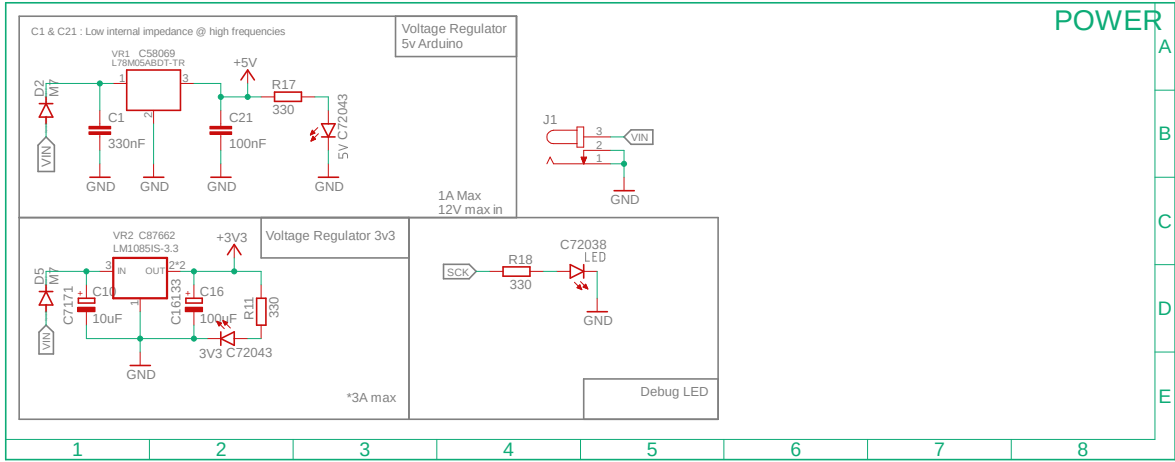 POWER
C1 & C21 : Low internal impedance @ high frequencies
Voltage Regulator
5v Arduino
VR1 C58069
L78M05ABDT-TR
1
3
2
D2
M7
VIN
C1
330nF
GND
GND
+5V
C21
100nF
GND
R17
330
5V C72043
GND
1A Max
12V max in
J1
3
2
1
VIN
GND
VR2 C87662
LM1085IS-3.3
Voltage Regulator 3v3
3
IN
OUT
2*2
1
D5
M7
VIN
C7171
+
C10
10uF
GND
+3V3
C16133
+
C16
100uF
R11
330
3V3 C72043
*3A max
SCK
R18
330
C72038
LED
GND
Debug LED
A
B
C
D
E
1
2
3
4
5
6
7
8